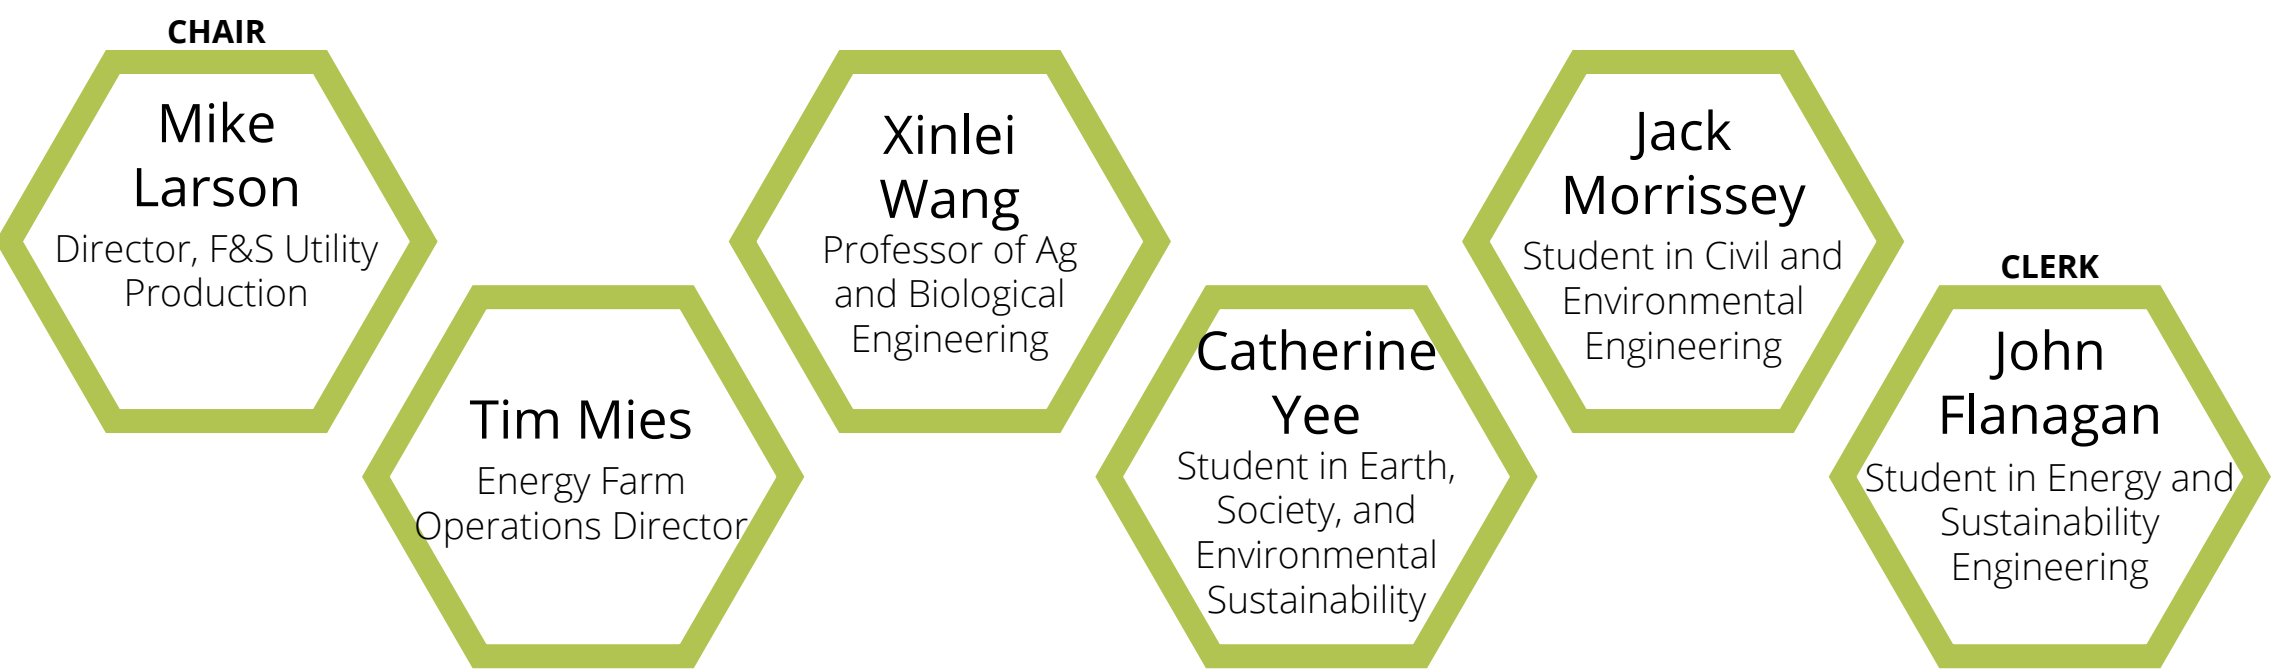 CHAIR
Mike
Larson
Director, F&S Utility
Production
Tim Mies
Energy Farm
Operations Director
Xinlei
Wang
Professor of Ag
and Biological
Engineering
Catherine
Yee
Student in Earth,
Society, and
Environmental
Sustainability
Jack
Morrissey
Student in Civil and
Environmental
Engineering
CLERK
John
Flanagan
Student in Energy and
Sustainability
Engineering